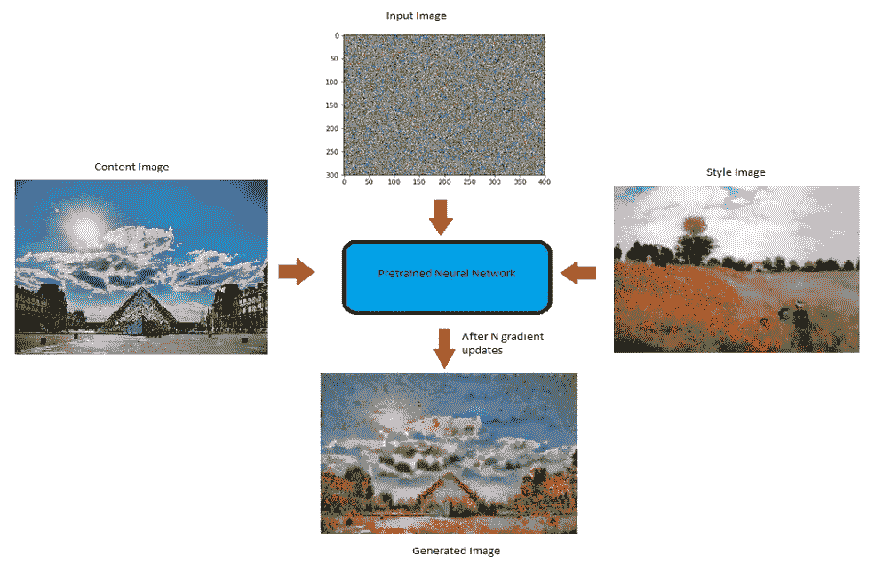 Input Image
0
50
100
150
200
250
300
0 50 100 150 200 250 300 350 400
Content Image
Style Image
Pretrained Neural Network
After N gradient
updates
Generated Image